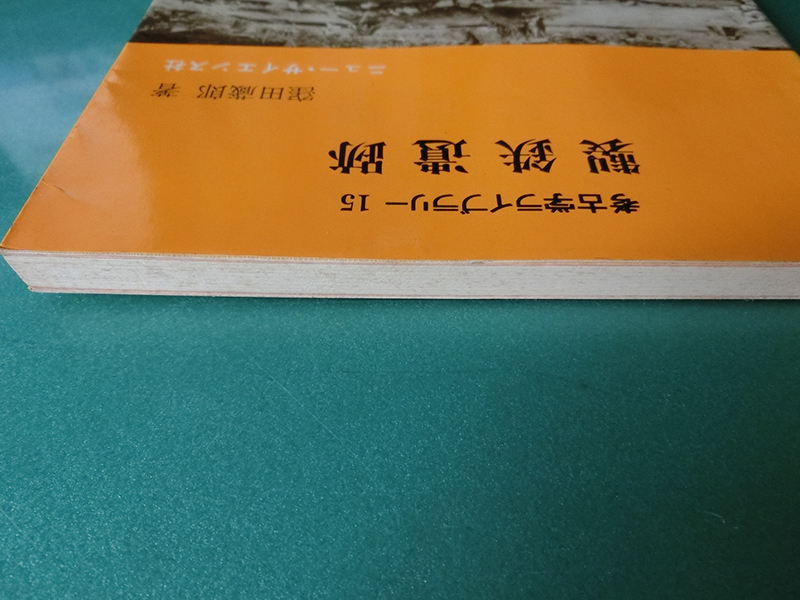 考古学ライブラリー 15
製鉄遺跡
窪田蔵郎 著
ニュー・サイエンス社